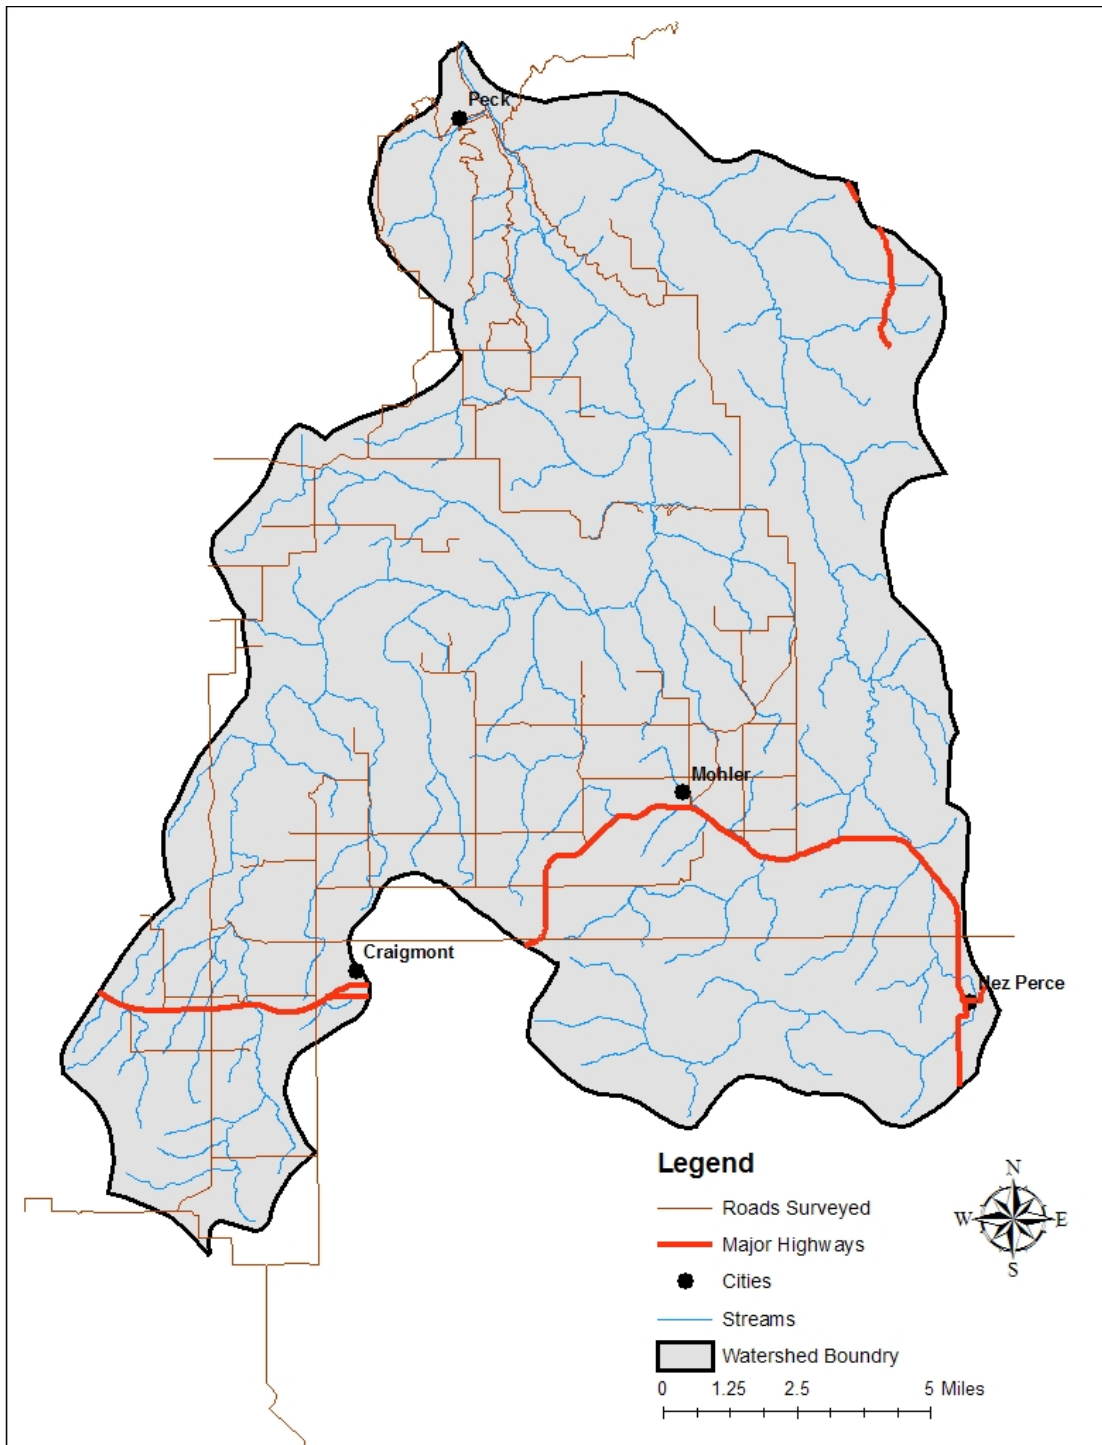 Peck
Mohler
Craigmont
Nez Perce
Legend
Roads Surveyed
Major Highways
Cities
Streams
Watershed Boundry
0 1.25 2.5 5 Miles
N
W E
S